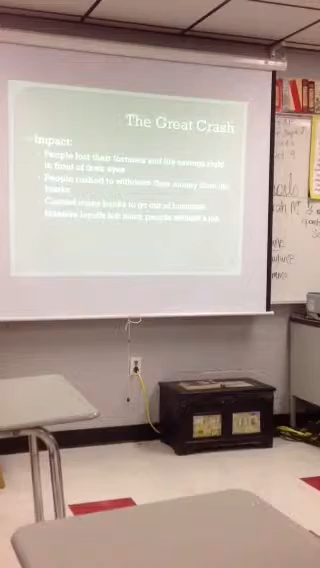 The Great Crash
Impact:
People lost their fortunes and life savings right
in front of their eyes
People rushed to withdraw their money from the
banks
Caused many banks to go out of business
Massive layoffs left many people without a job